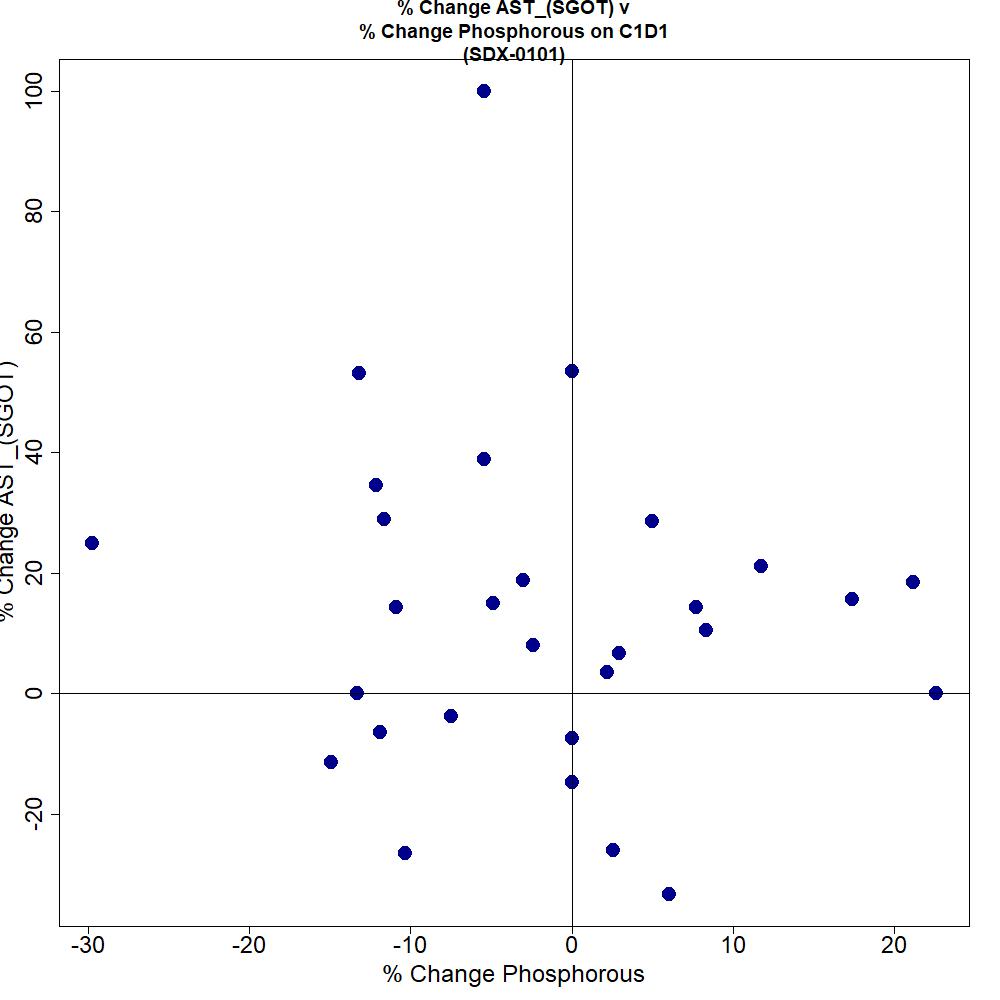 % Change AST_(SGOT) v
% Change Phosphorous on C1D1
(SDX-0101)
100
80
60
40
20
0
-20
% Change AST_(SGOT)
-30
-20
-10
0
10
20
% Change Phosphorous